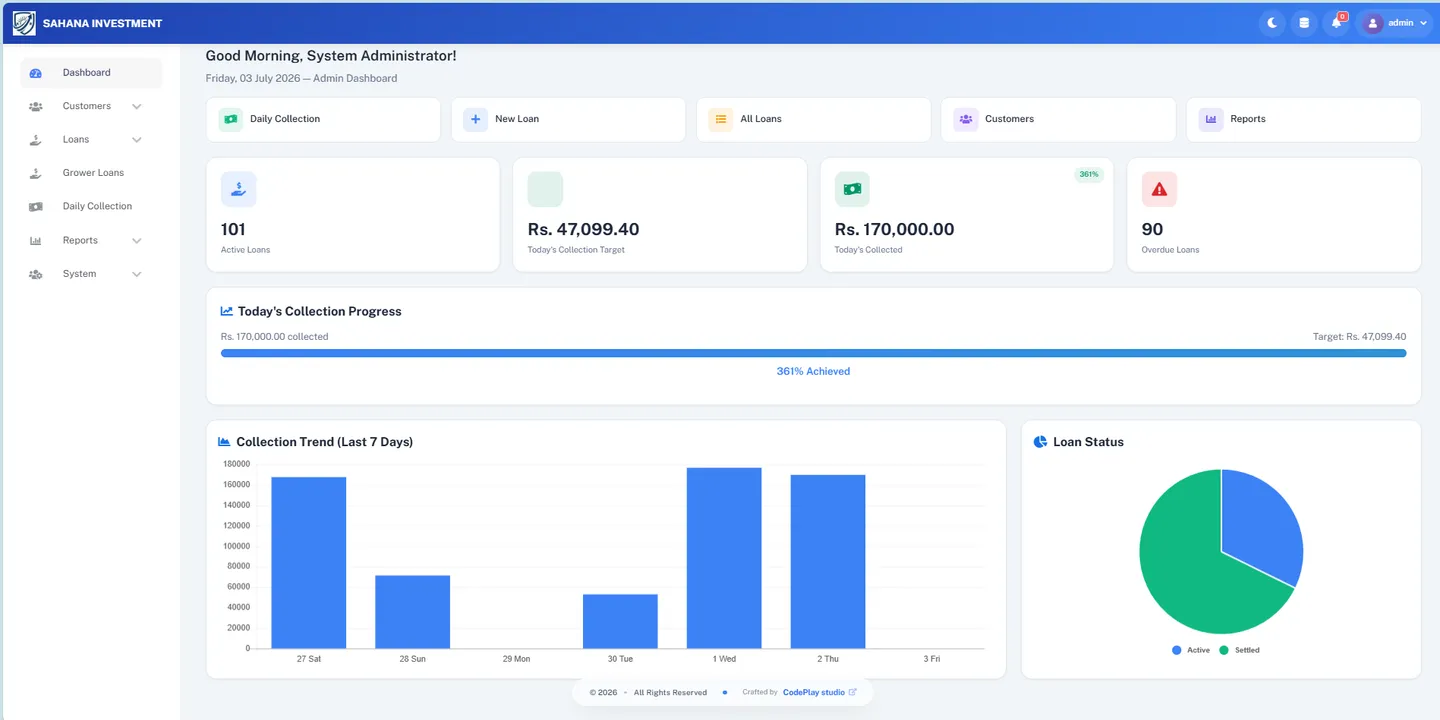 SAHANA INVESTMENT
0
admin
Dashboard
Customers
Loans
Grower Loans
Daily Collection
Reports
System
Good Morning, System Administrator!
Friday, 03 July 2026 — Admin Dashboard
Daily Collection
New Loan
All Loans
Customers
Reports
101
Active Loans
Rs. 47,099.40
Today's Collection Target
361%
Rs. 170,000.00
Today's Collected
90
Overdue Loans
Today's Collection Progress
Rs. 170,000.00 collected
Target: Rs. 47,099.40
361% Achieved
Collection Trend (Last 7 Days)
180000
160000
140000
120000
100000
80000
60000
40000
20000
0
27 Sat
28 Sun
29 Mon
30 Tue
1 Wed
2 Thu
3 Fri
Loan Status
Active
Settled
© 2026 - All Rights Reserved • Crafted by CodePlay studio